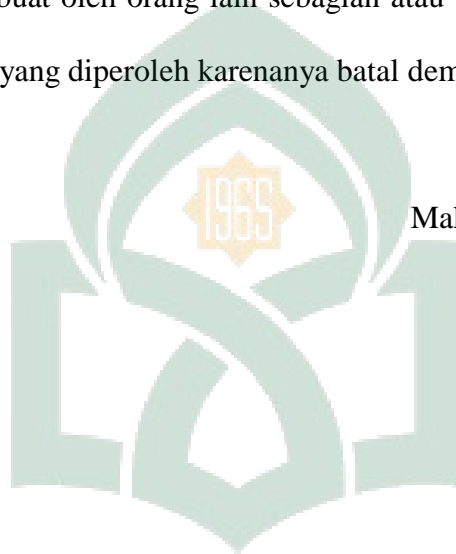 buat oleh orang lain sebagian atau
yang diperoleh karenanya batal dem
1965
Mal